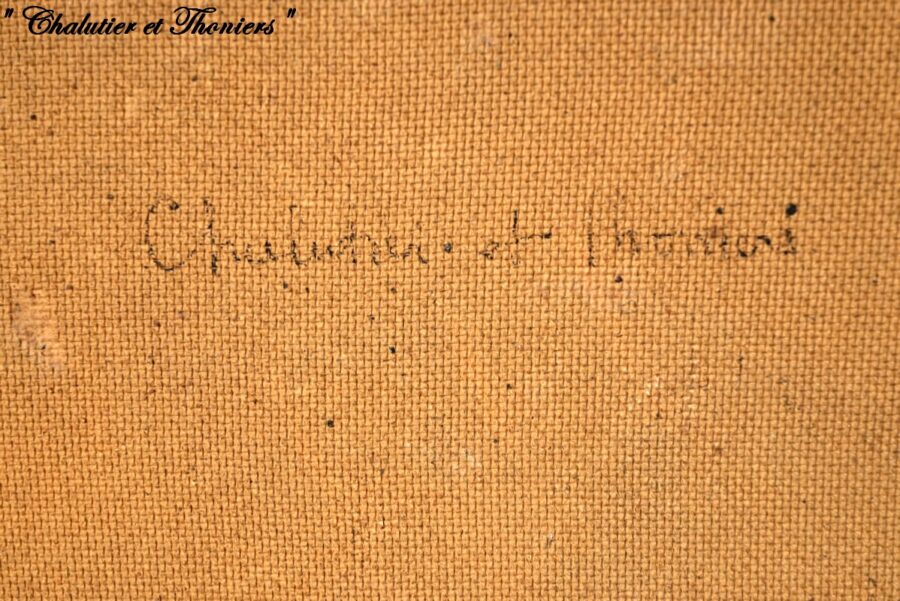 " Chalutier et Thoniers "
Chalutier et Thoniers